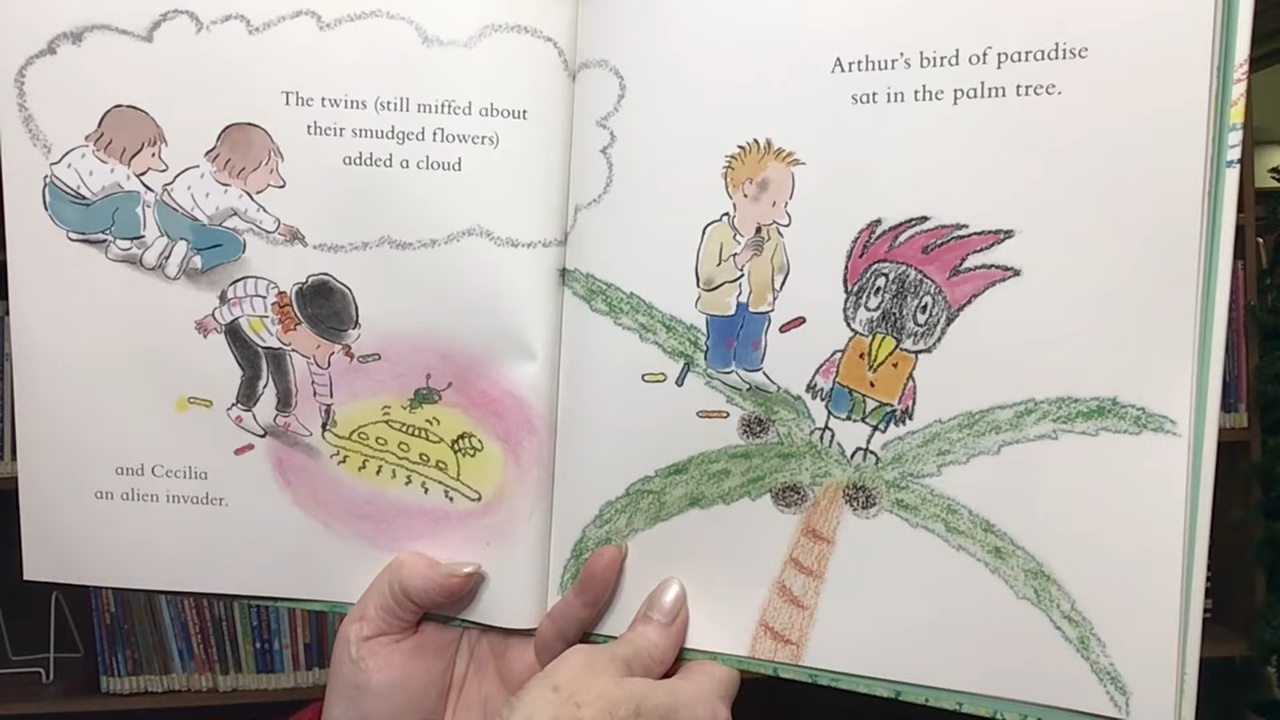 The twins (still miffed about
their smudged flowers)
added a cloud
and Cecilia
an alien invader.
Arthur's bird of paradise
sat in the palm tree.